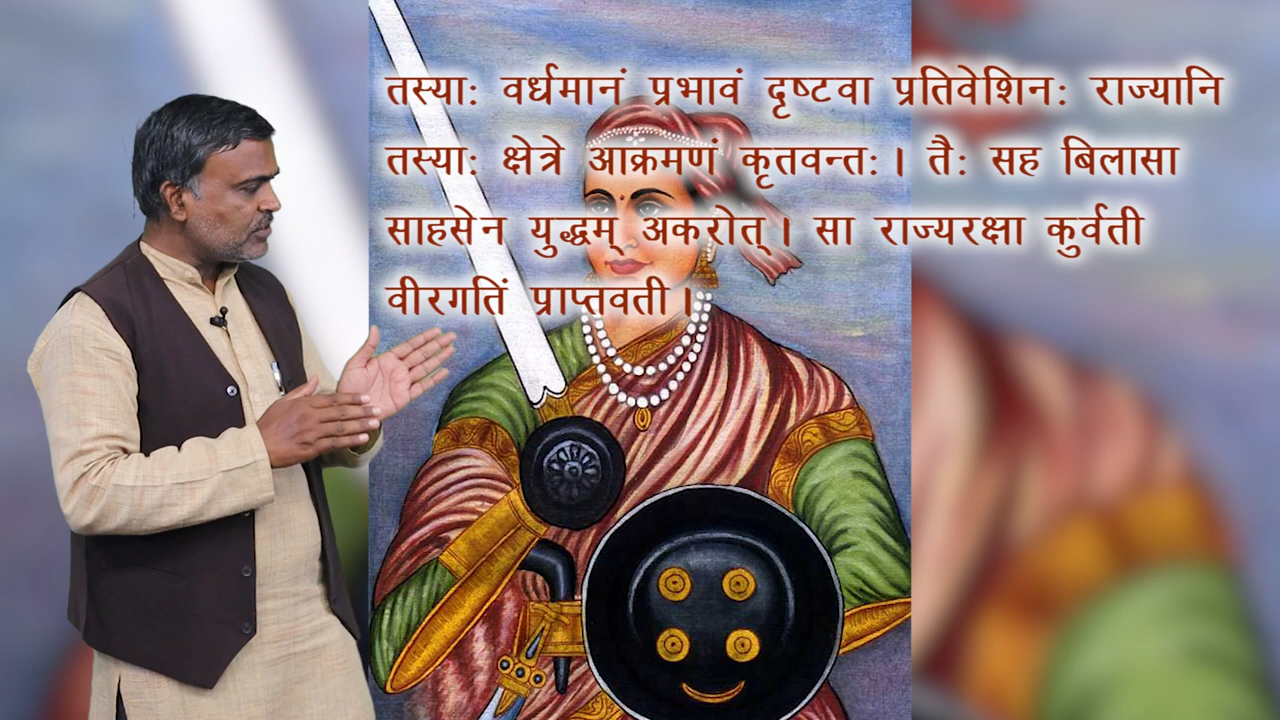 तस्याः वर्धमानं प्रभावं दृष्टवा प्रतिवेशिनः राज्यानि
तस्याः क्षेत्रे आक्रमणं कृतवन्तः। तैः सह बिलासा
साहसेन युद्धम् अकरोत्। सा राज्यरक्षा कुर्वती
वीरगतिं प्राप्तवती।